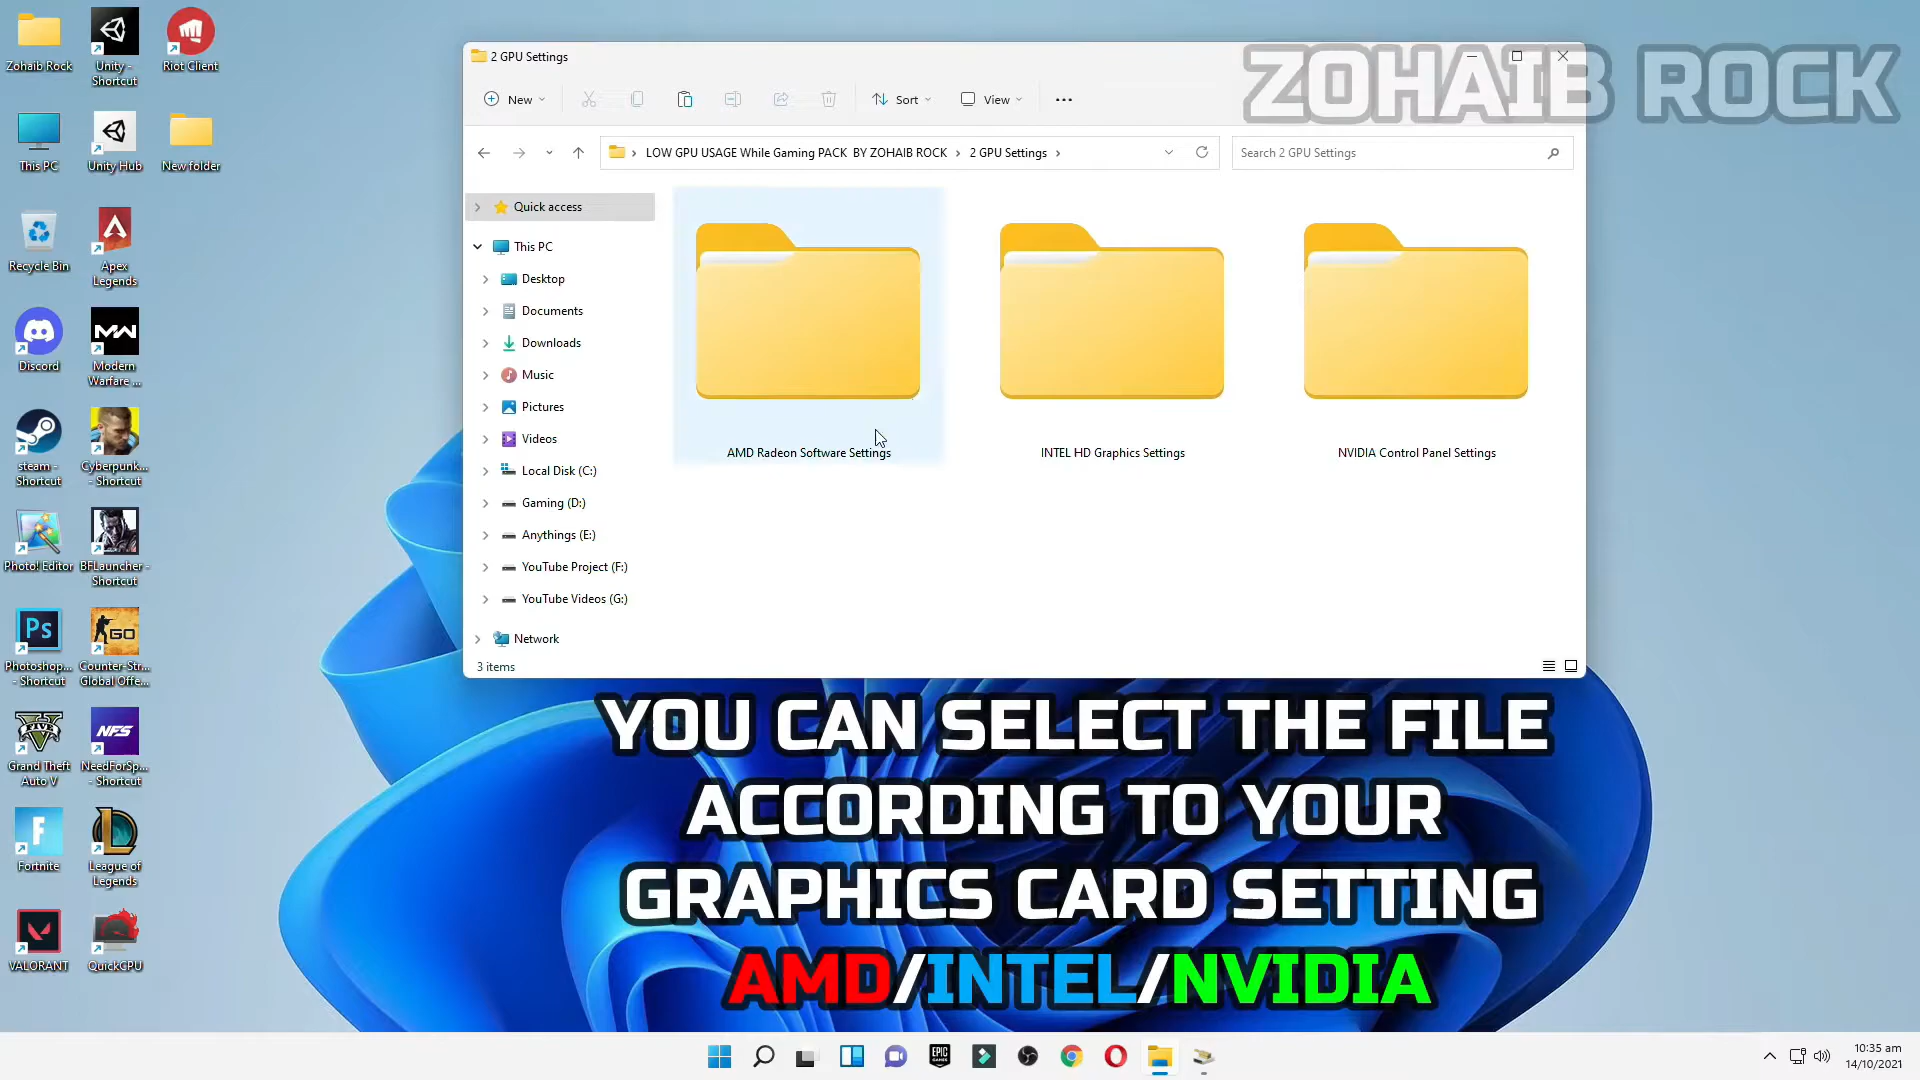 Zohaib Rock
Unity -
Shortcut
Riot Client
This PC
Unity Hub
New folder
Recycle Bin
Apex
Legends
Discord
Modern
Warfare ...
steam -
Shortcut
Cyberpunk...
- Shortcut
Photo! Editor
BFLauncher -
Shortcut
Ps
GO
Photoshop...
- Shortcut
Counter-Str...
Global Offe...
FIVE
NFS
Grand Theft
Auto V
NeedForSp...
- Shortcut
Fortnite
League of
Legends
VALORANT
QuickCPU
2 GPU Settings
ZOHAIB ROCK
New
Sort
View
LOW GPU USAGE While Gaming PACK BY ZOHAIB ROCK
2 GPU Settings
Search 2 GPU Settings
Quick access
This PC
Desktop
Documents
Downloads
Music
Pictures
Videos
Local Disk (C:)
Gaming (D:)
Anythings (E:)
YouTube Project (F:)
YouTube Videos (G:)
Network
3 items
AMD Radeon Software Settings
INTEL HD Graphics Settings
NVIDIA Control Panel Settings
YOU CAN SELECT THE FILE
ACCORDING TO YOUR
GRAPHICS CARD SETTING
AMD/INTEL/NVIDIA
EPIC
GAMES
10:35 am
14/10/2021